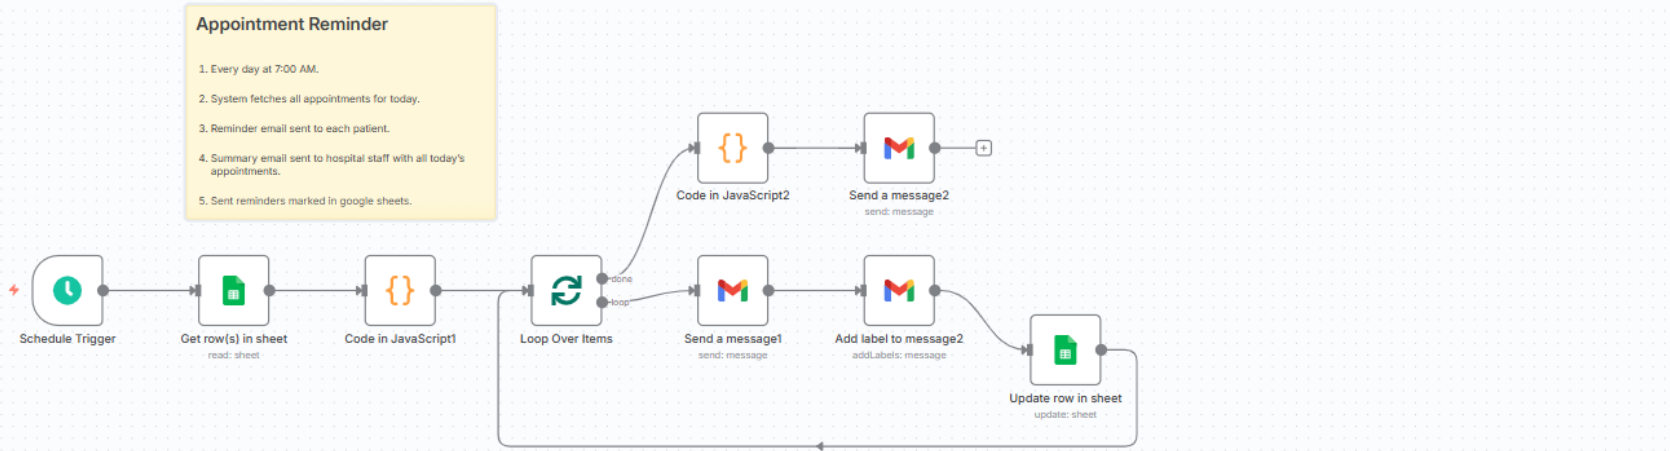 Appointment Reminder
1. Every day at 7:00 AM.
2. System fetches all appointments for today.
3. Reminder email sent to each patient.
4. Summary email sent to hospital staff with all today's
appointments.
5. Sent reminders marked in google sheets.
Code in JavaScript2
Send a message2
send: message
done
loop
Schedule Trigger
Get row(s) in sheet
read: sheet
Code in JavaScript1
Loop Over Items
Send a message1
send: message
Add label to message2
addLabels: message
Update row in sheet
update: sheet